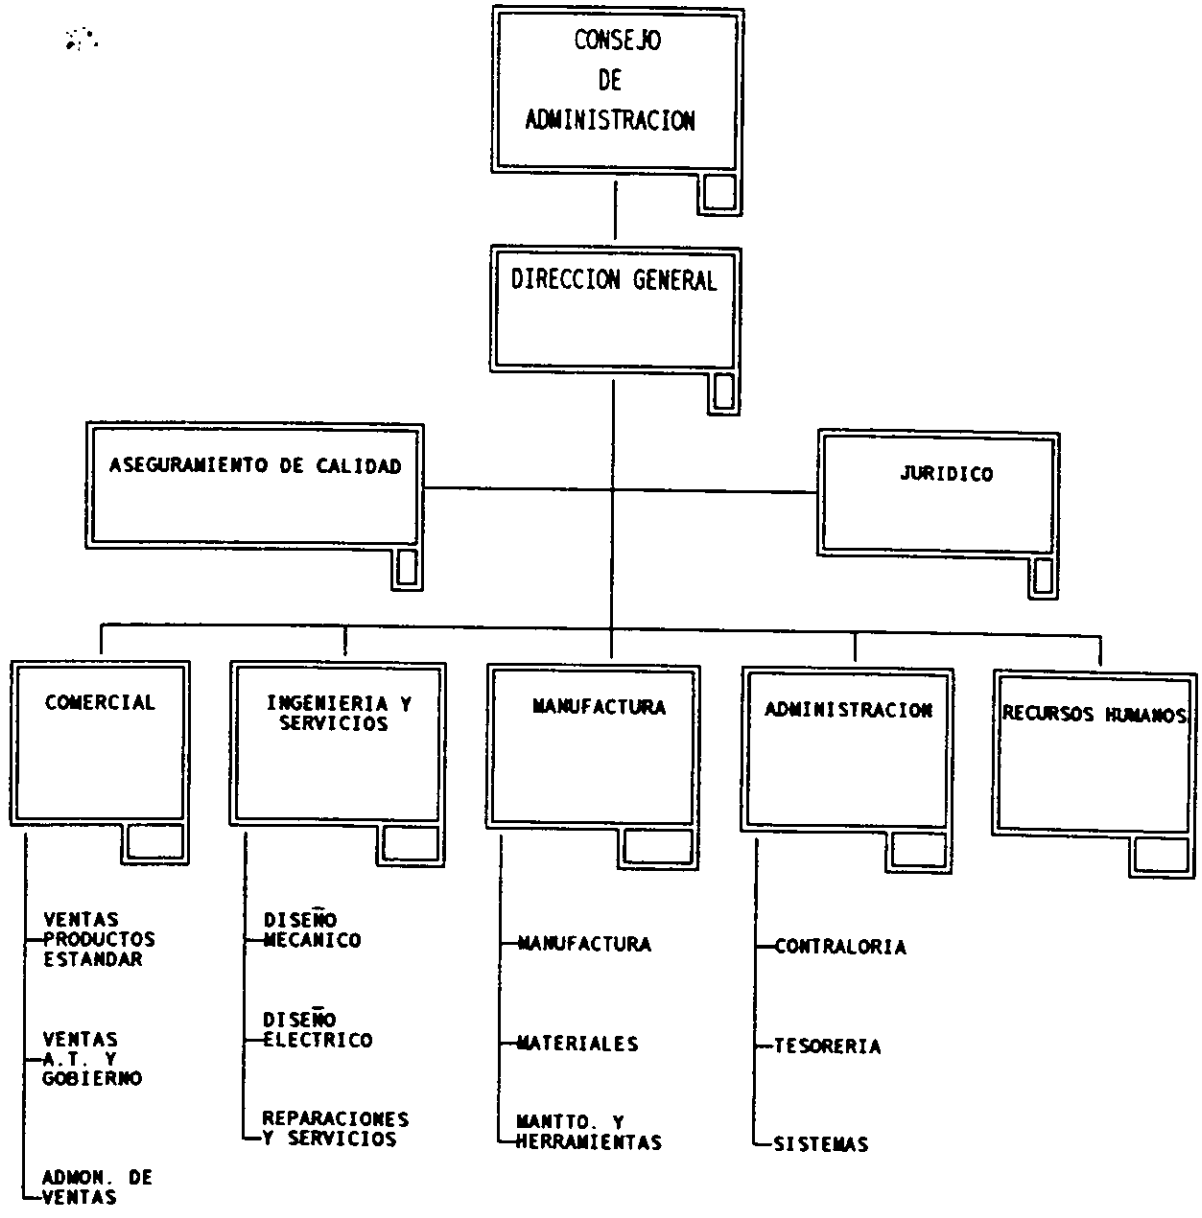 CONSEJO
DE
ADMINISTRACION
DIRECCION GENERAL
ASEGURAMIENTO DE CALIDAD
JURIDICO
COMERCIAL
INGENIERIA Y
SERVICIOS
MANUFACTURA
ADMINISTRACION
RECURSOS HUMANOS
VENTAS
PRODUCTOS
ESTANDAR
VENTAS
A.T. Y
GOBIERNO
ADMON. DE
VENTAS
DISEÑO
MECANICO
DISEÑO
ELECTRICO
REPARACIONES
Y SERVICIOS
MANUFACTURA
MATERIALES
MANTTO. Y
HERRAMIENTAS
CONTRALORIA
TESORERIA
SISTEMAS